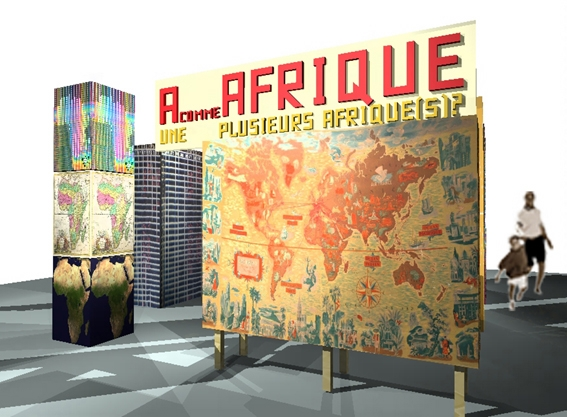 A COMME AFRIQUE
UNE PLUSIEURS AFRIQUE(S)?